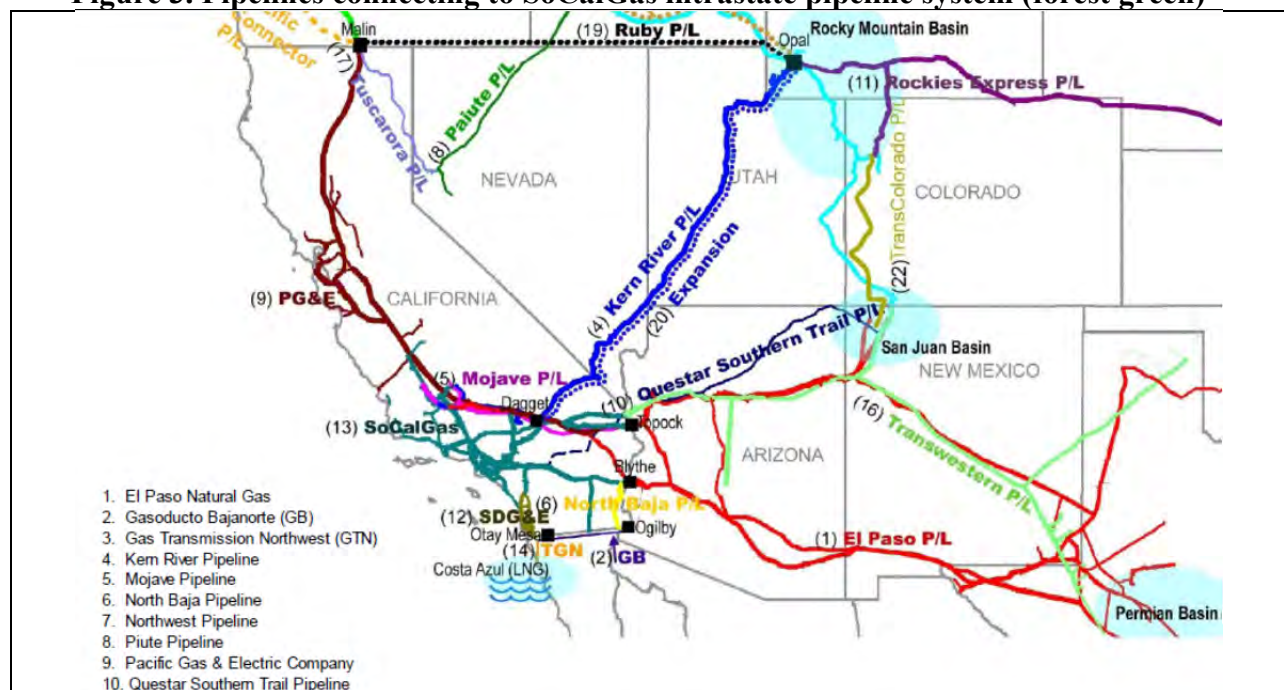 Figure 3. Pipelines connecting to SoCalGas intrastate pipeline system (forest green)
Malin
(19) Ruby P/L
Opal
Rocky Mountain Basin
Connector
P/L
(17) Tuscarora P/L
(8) Paiute P/L
(11) Rockies Express P/L
NEVADA
UTAH
COLORADO
(22) TransColorado P/L
(4) Kern River P/L
(20) Expansion
(9) PG&E
CALIFORNIA
(10) Questar Southern Trail P/L
San Juan Basin
NEW MEXICO
(5) Mojave P/L
Dagget
Topock
(13) SoCalGas
(16) Transwestern P/L
ARIZONA
Blythe
(6) North Baja P/L
(12) SDG&E
Otay Mesa
Ogilby
(14) TGN
(2) GB
(1) El Paso P/L
Costa Azul (LNG)
Permian Basin
1. El Paso Natural Gas
2. Gasoducto Bajanorte (GB)
3. Gas Transmission Northwest (GTN)
4. Kern River Pipeline
5. Mojave Pipeline
6. North Baja Pipeline
7. Northwest Pipeline
8. Piute Pipeline
9. Pacific Gas & Electric Company
10. Questar Southern Trail Pipeline